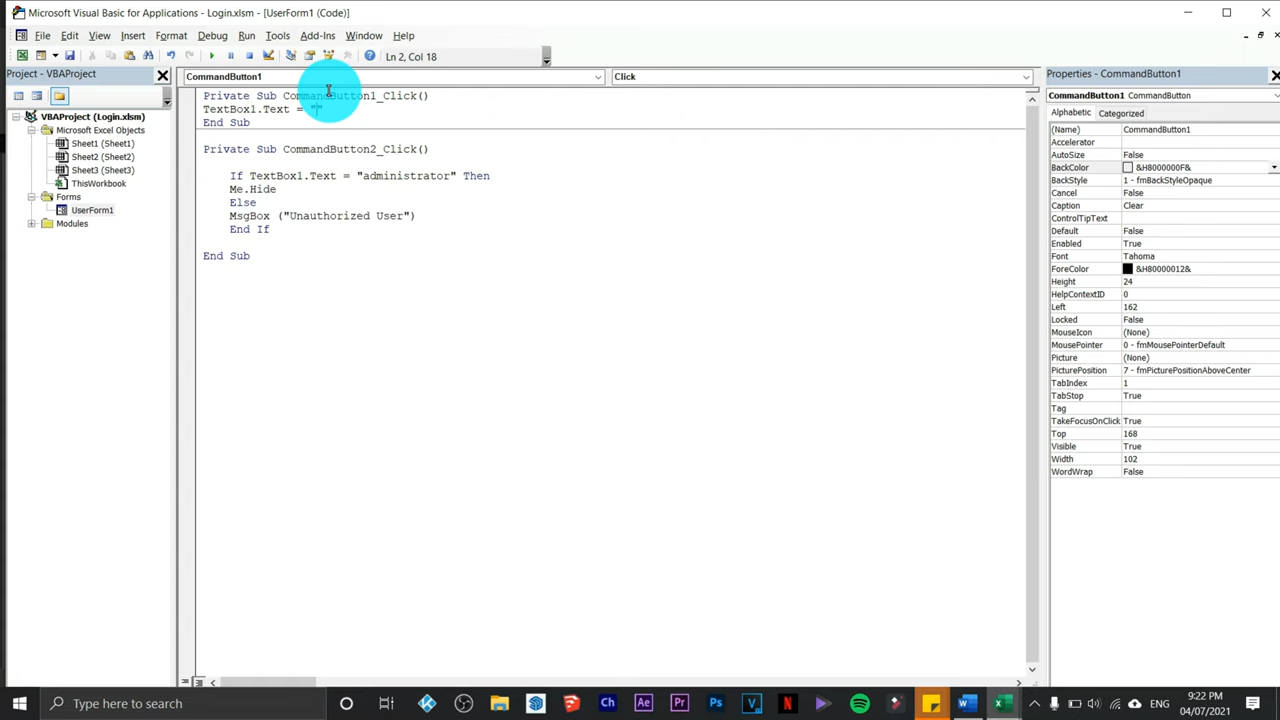 Microsoft Visual Basic for Applications - Login.xlsm - [UserForm1 (Code)]
File Edit View Insert Format Debug Run Tools Add-Ins Window Help
Ln 2, Col 18
Project - VBAProject
VBAProject (Login.xlsm)
Microsoft Excel Objects
Sheet1 (Sheet1)
Sheet2 (Sheet2)
Sheet3 (Sheet3)
ThisWorkbook
Forms
UserForm1
Modules
CommandButton1
Click
Private Sub CommandButton1_Click()
TextBox1.Text = ""
End Sub
Private Sub CommandButton2_Click()
If TextBox1.Text = "administrator" Then
Me.Hide
Else
MsgBox ("Unauthorized User")
End If
End Sub
Properties - CommandButton1
CommandButton1 CommandButton
Alphabetic Categorized
(Name) CommandButton1
Accelerator
AutoSize False
BackColor &H8000000F&
BackStyle 1 - fmBackStyleOpaque
Cancel False
Caption Clear
ControlTipText
Default False
Enabled True
Font Tahoma
ForeColor &H80000012&
Height 24
HelpContextID 0
Left 162
Locked False
MouseIcon (None)
MousePointer 0 - fmMousePointerDefault
Picture (None)
PicturePosition 7 - fmPicturePositionAboveCenter
TabIndex 1
TabStop True
Tag
TakeFocusOnClick True
Top 168
Visible True
Width 102
WordWrap False
Type here to search
Ch Ae Pr Ps V
ENG
9:22 PM
04/07/2021